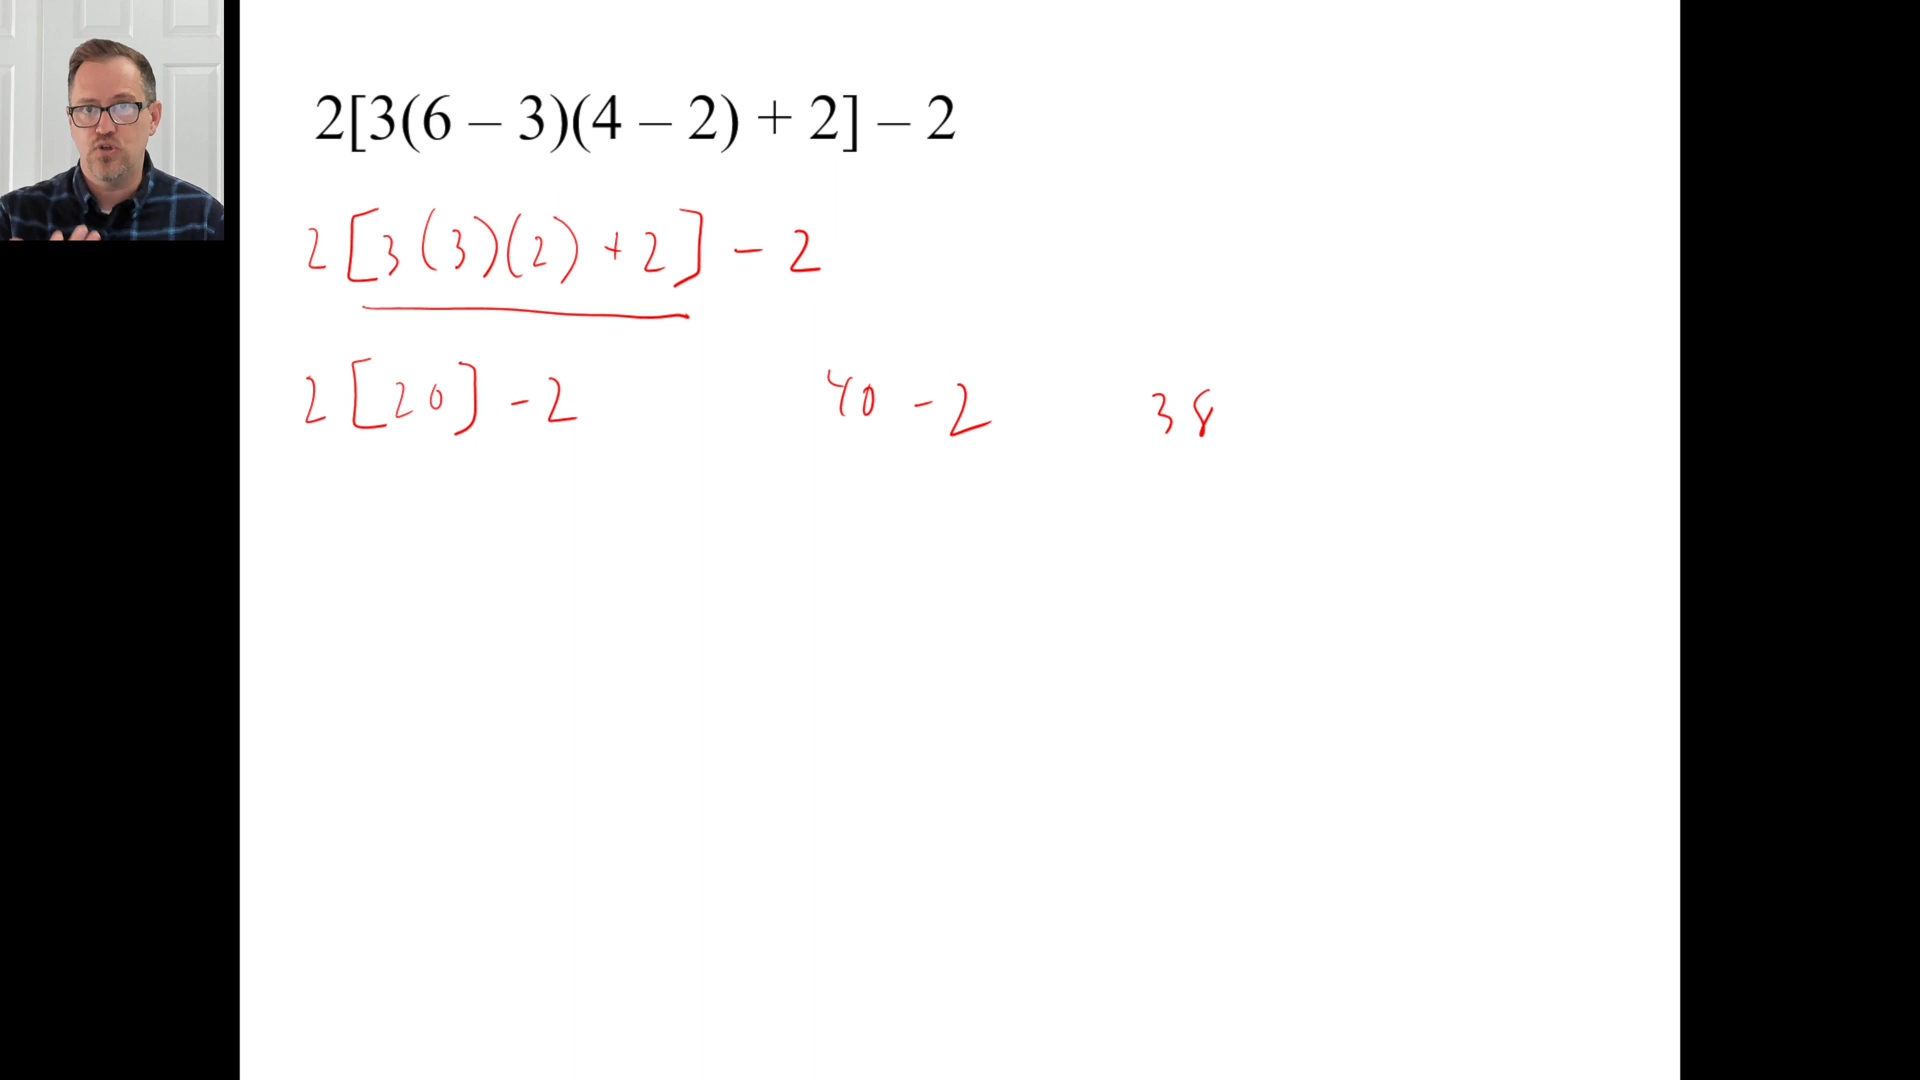 2[3(6 – 3)(4 – 2) + 2] – 2
2[3(3)(2) + 2] - 2
2[20] - 2 40 - 2 38